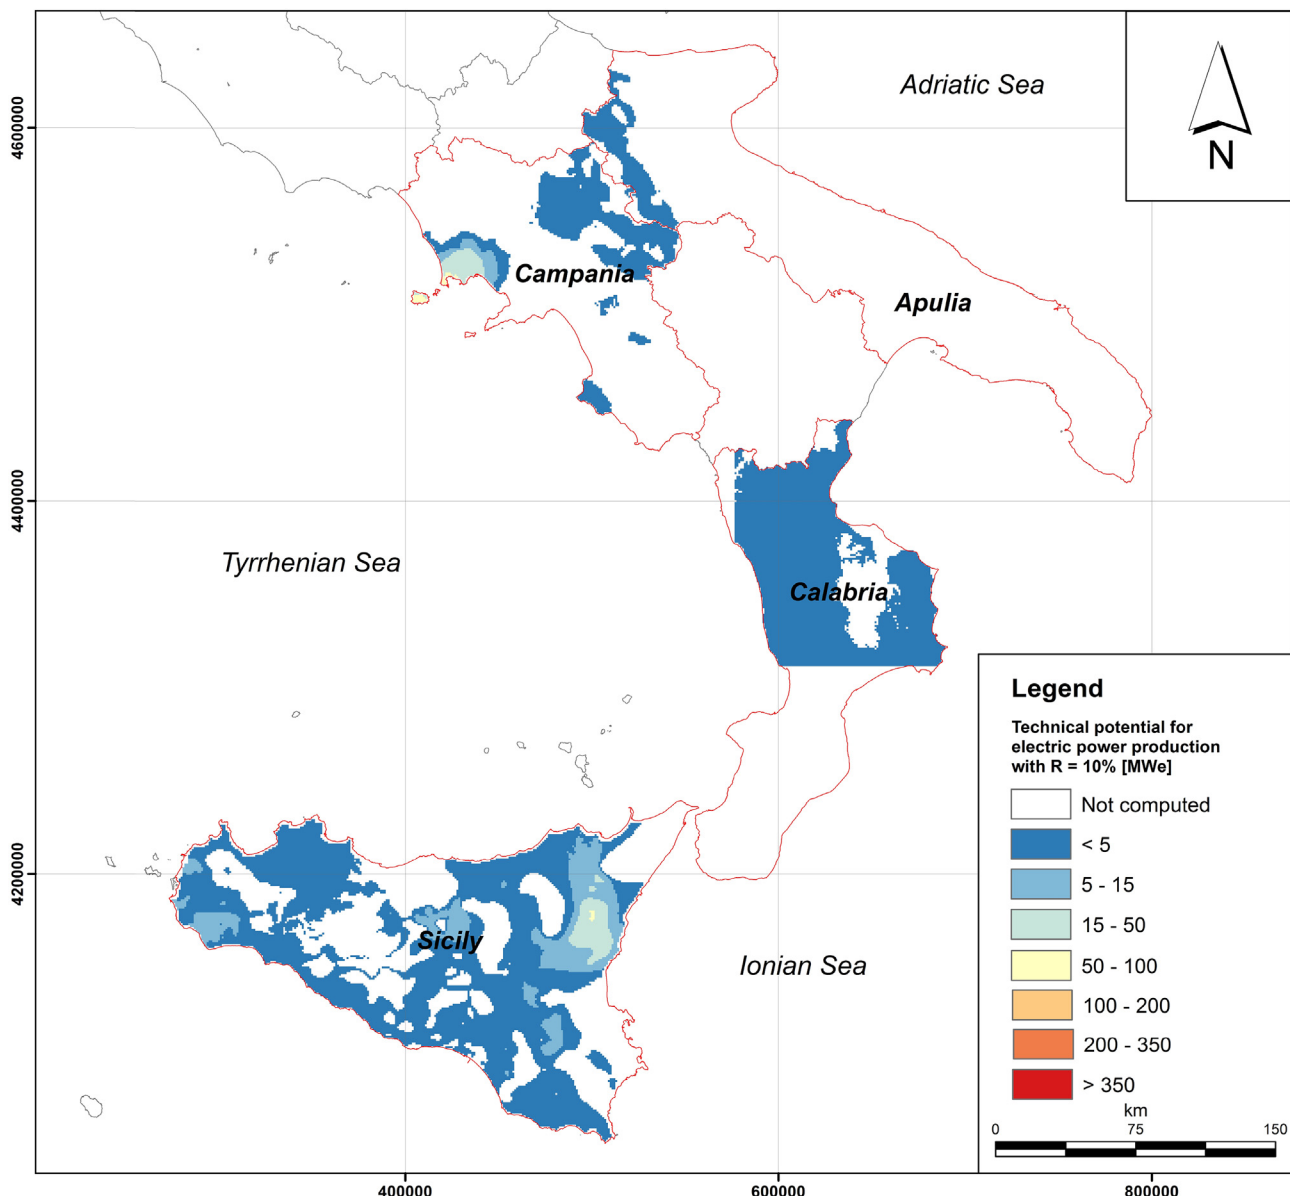 Adriatic Sea
N
4600000
Campania
Apulia
4400000
Tyrrhenian Sea
Calabria
Legend
Technical potential for
electric power production
with R = 10% [MWe]
Not computed
< 5
5 - 15
15 - 50
50 - 100
100 - 200
200 - 350
> 350
km
0 75 150
4200000
Sicily
Ionian Sea
400000 600000 800000